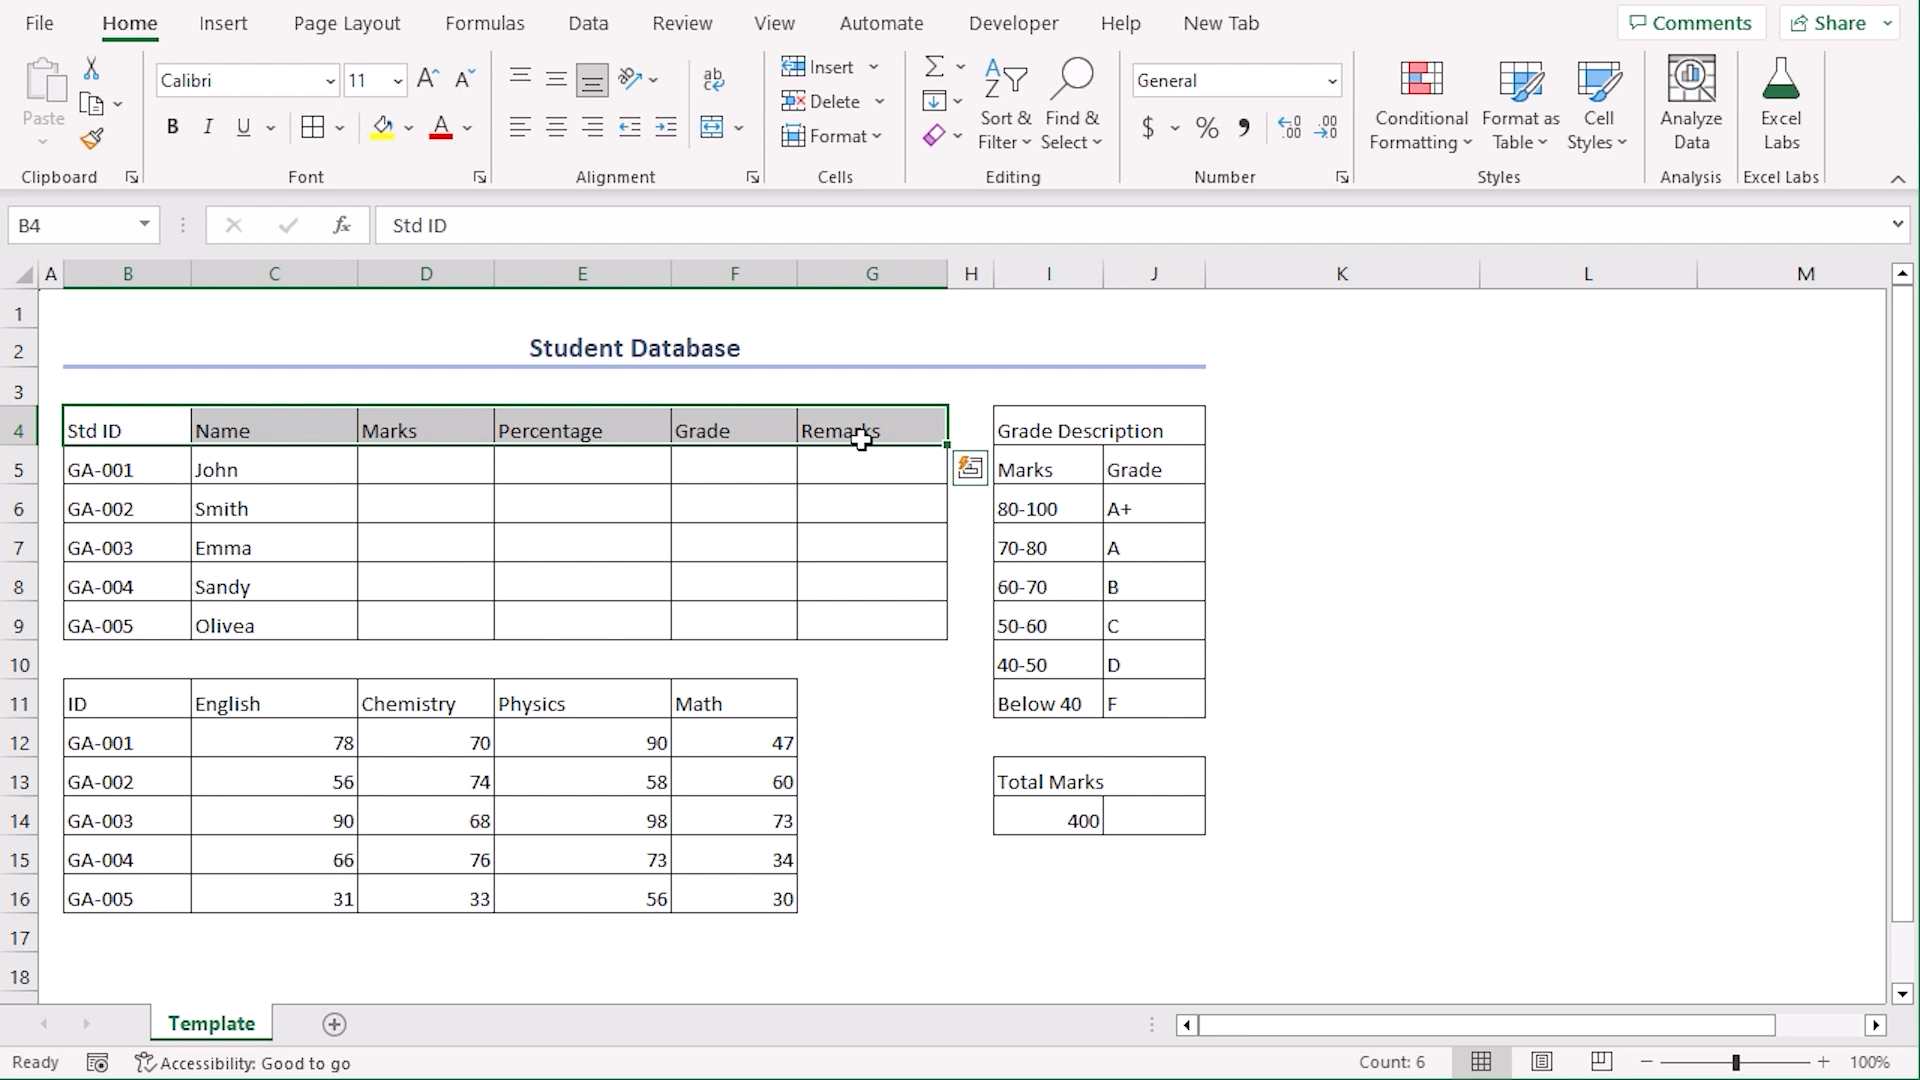 File Home Insert Page Layout Formulas Data Review View Automate Developer Help New Tab Comments Share
Paste
Clipboard
Calibri 11
B I U A
Font
ab
Alignment
Insert
Delete
Format
Cells
Sort & Filter
Find & Select
Editing
General
$ % 9 .00 .00
Number
Conditional Formatting
Format as Table
Cell Styles
Styles
Analyze Data
Analysis
Excel Labs
Excel Labs
B4 fx Std ID
A B C D E F G H I J K L M
1
2 Student Database
3
4 Std ID Name Marks Percentage Grade Remarks Grade Description
5 GA-001 John Marks Grade
6 GA-002 Smith 80-100 A+
7 GA-003 Emma 70-80 A
8 GA-004 Sandy 60-70 B
9 GA-005 Olivea 50-60 C
10 40-50 D
11 ID English Chemistry Physics Math Below 40 F
12 GA-001 78 70 90 47
13 GA-002 56 74 58 60 Total Marks
14 GA-003 90 68 98 73 400
15 GA-004 66 76 73 34
16 GA-005 31 33 56 30
17
18
Template
Ready Accessibility: Good to go Count: 6 100%